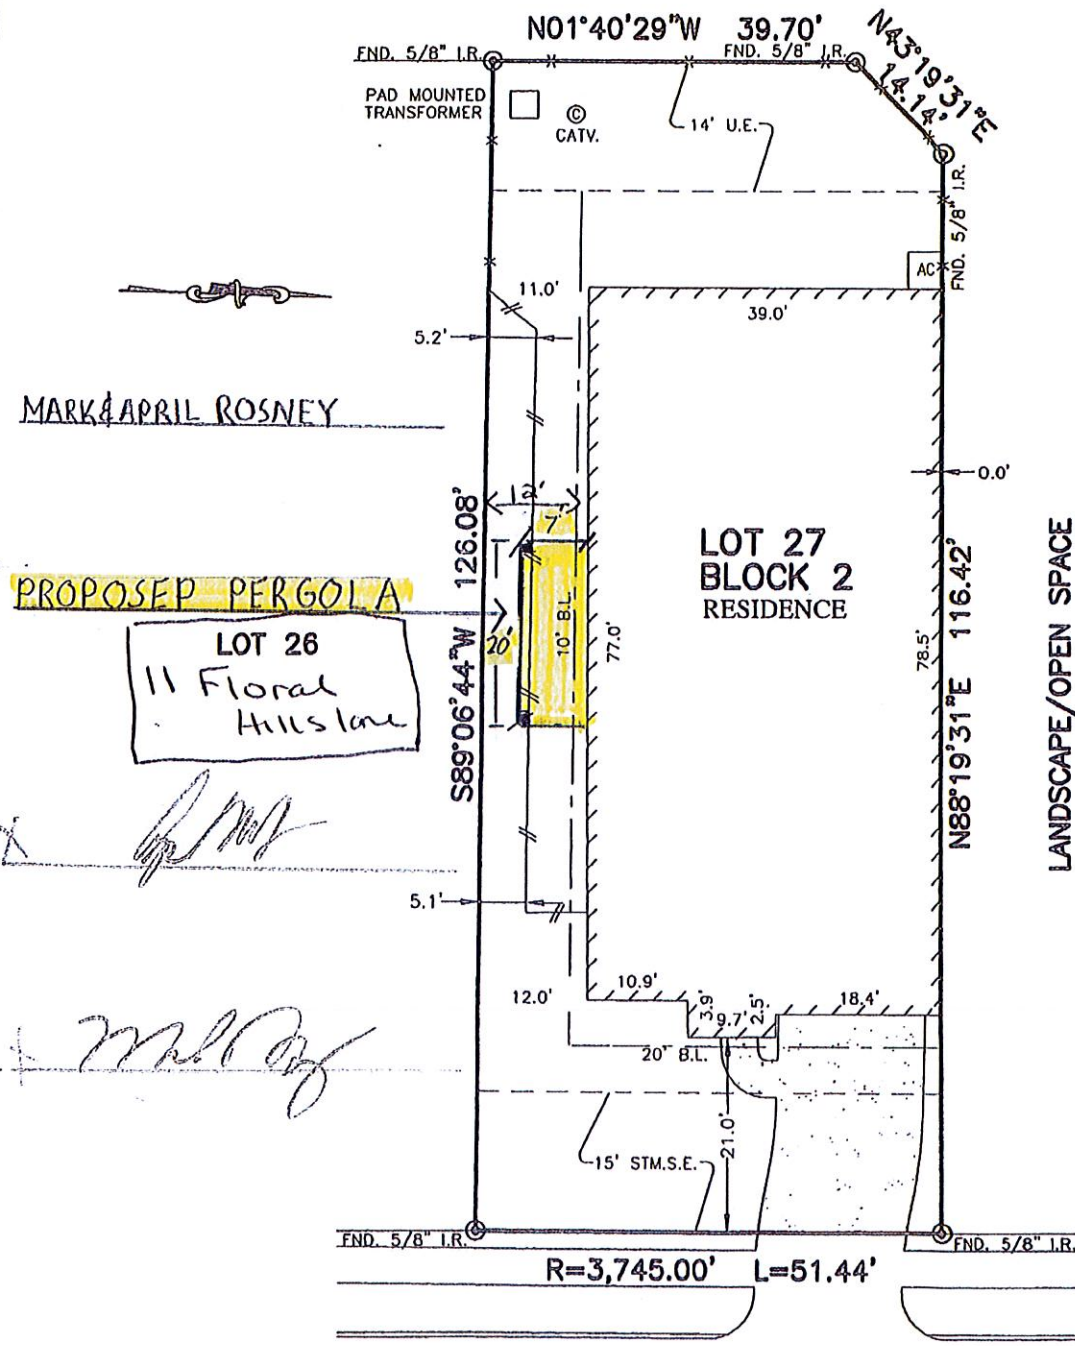 N01°40'29"W 39.70'
N43°19'31"E
14.14'
FND. 5/8" I.R.
FND. 5/8" I.R.
PAD MOUNTED
TRANSFORMER
CATV.
14' U.E.
FND. 5/8" I.R.
AC
11.0'
39.0'
5.2'
MARK & APRIL ROSNEY
0.0'
12'
7'
S89°06'44"W 126.08'
LOT 27
BLOCK 2
RESIDENCE
PROPOSED PERGOLA
20'
10' B.L.
77.0'
78.5'
N88°19'31"E 116.42'
LANDSCAPE/OPEN SPACE
LOT 26
11 Floral
Hills lane
X
5.1'
12.0'
10.9'
3.9'
9.7'
2.5'
18.4'
20' B.L.
21.0'
15' STM.S.E.
FND. 5/8" I.R.
FND. 5/8" I.R.
R=3,745.00' L=51.44'